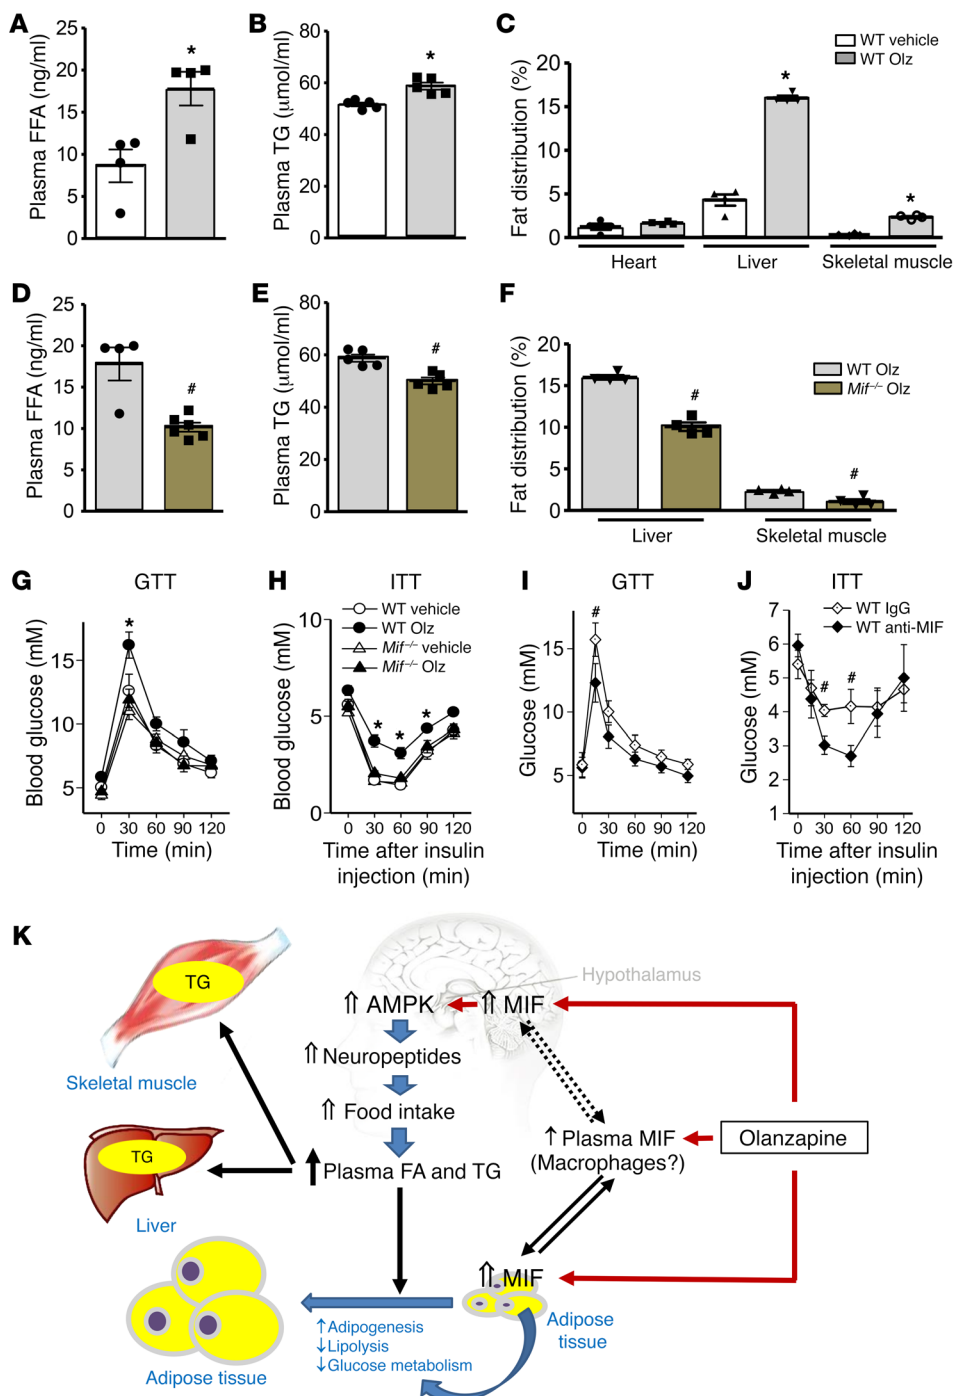 A
Plasma FFA (ng/ml)
25
20
15
10
5
0
*
B
Plasma TG (µmol/ml)
80
60
40
20
0
*
C
WT vehicle
WT Olz
Fat distribution (%)
20
15
10
5
0
*
*
Heart
Liver
Skeletal muscle
D
Plasma FFA (ng/ml)
25
20
15
10
5
0
#
E
Plasma TG (µmol/ml)
80
60
40
20
0
#
F
Fat distribution (%)
20
15
10
5
0
#
#
WT Olz
Mif–/– Olz
Liver
Skeletal muscle
G
GTT
Blood glucose (mM)
15
10
5
*
0 30 60 90 120
Time (min)
H
ITT
WT vehicle
WT Olz
Mif–/– vehicle
Mif–/– Olz
Blood glucose (mM)
10
5
0
*
*
*
0 30 60 90 120
Time after insulin
injection (min)
I
GTT
Glucose (mM)
15
10
5
#
0 30 60 90 120
Time (min)
J
ITT
WT IgG
WT anti-MIF
Glucose (mM)
7
6
5
4
3
2
1
#
#
0 30 60 90 120
Time after insulin
injection (min)
K
TG
Skeletal muscle
TG
Liver
Adipose tissue
Hypothalamus
⇑ AMPK
⇑ MIF
⇑ Neuropeptides
⇑ Food intake
↑ Plasma FA and TG
↑ Plasma MIF
(Macrophages?)
Olanzapine
⇑ MIF
Adipose
tissue
↑Adipogenesis
↓Lipolysis
↓Glucose metabolism